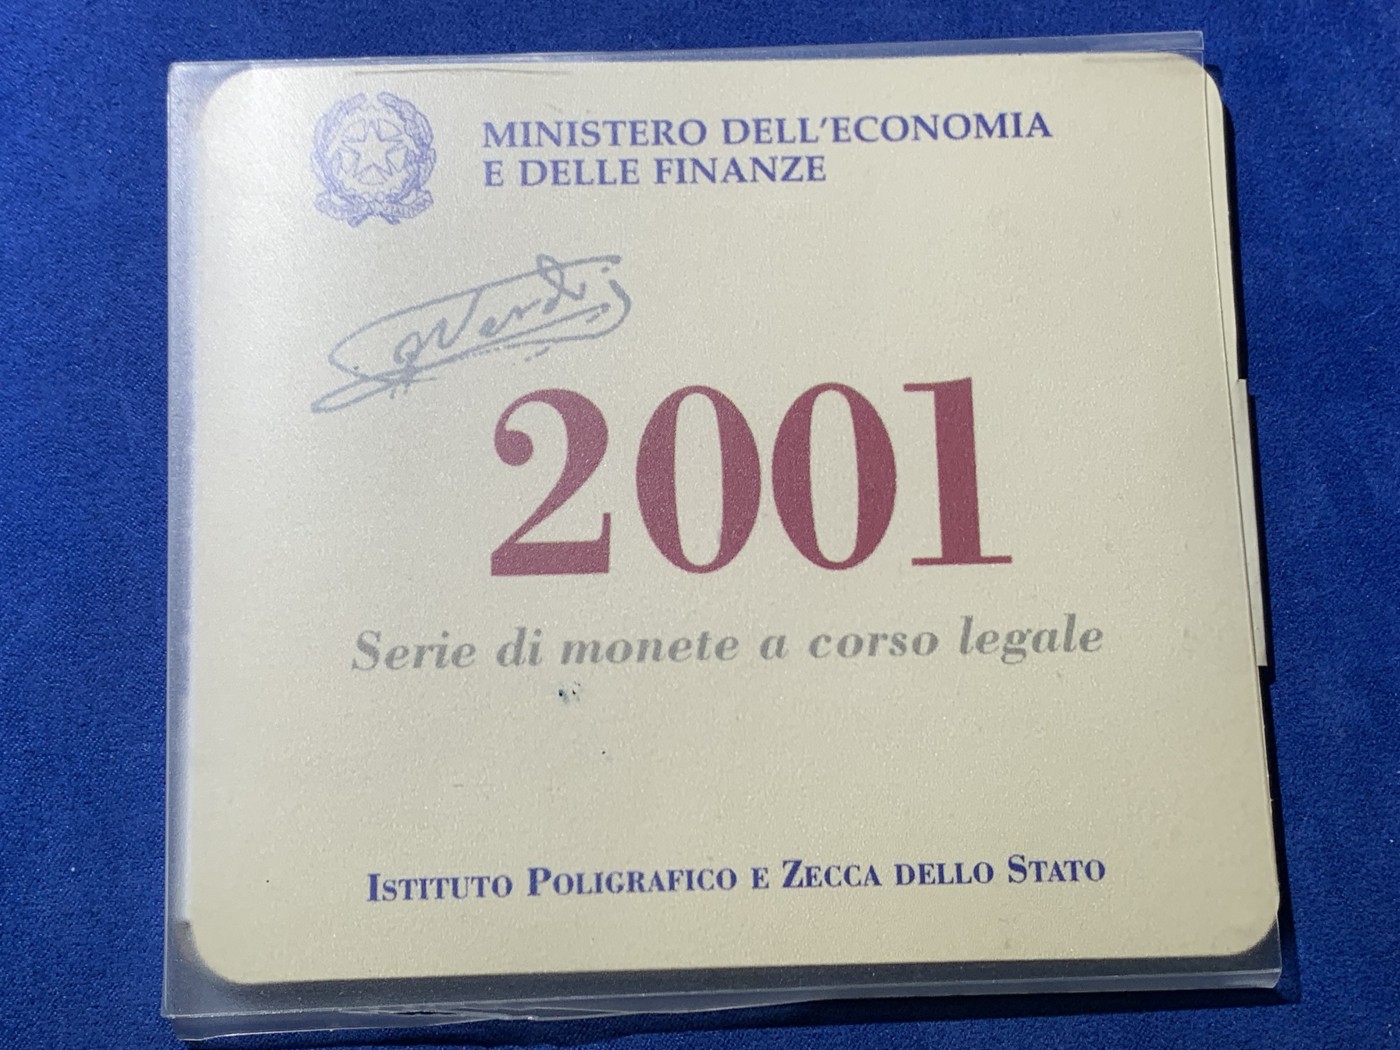 MINISTERO DELL'ECONOMIA
E DELLE FINANZE
G Verdi
2001
Serie di monete a corso legale
ISTITUTO POLIGRAFICO E ZECCA DELLO STATO